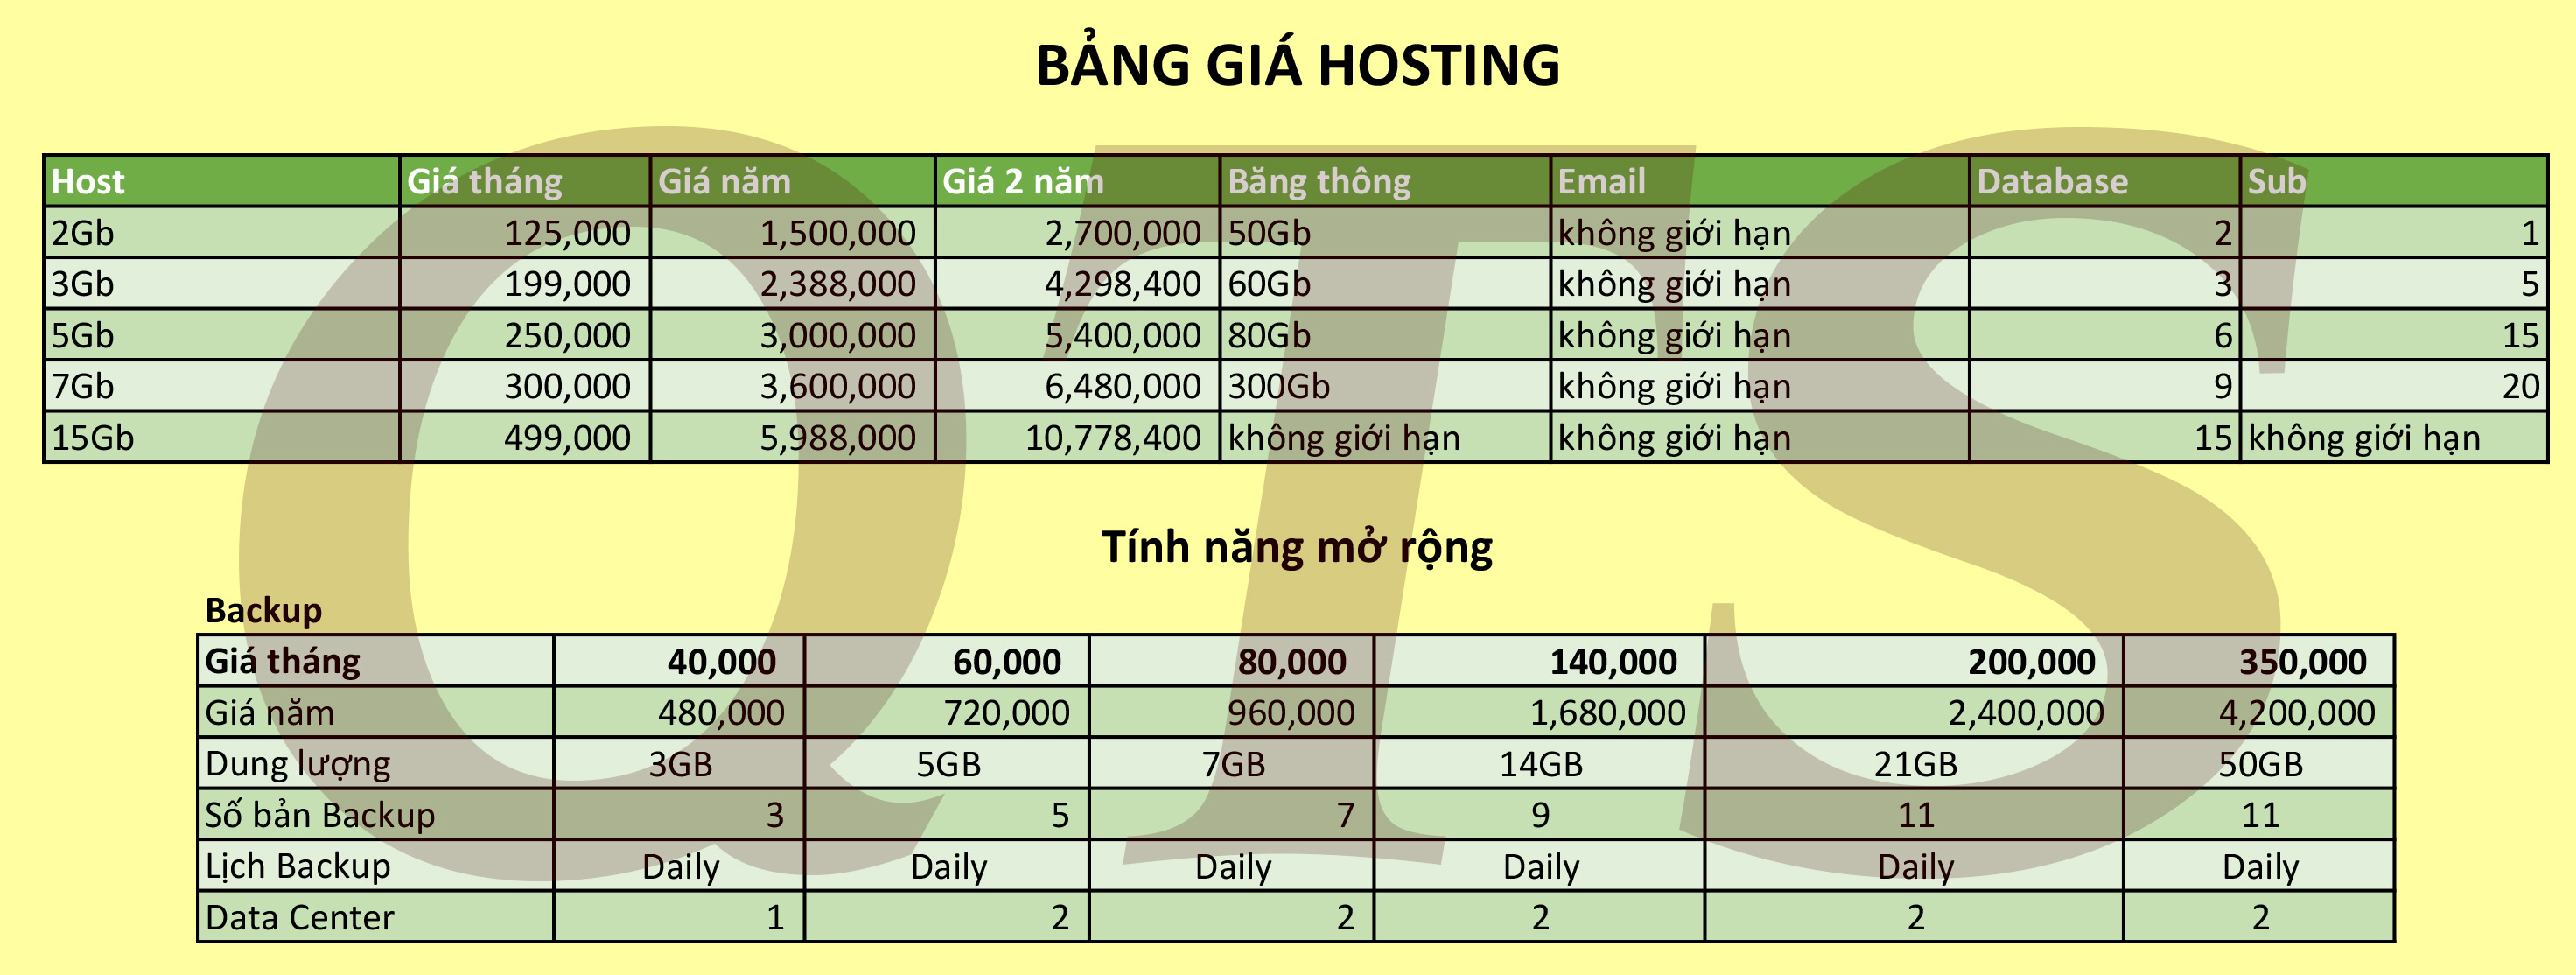 BẢNG GIÁ HOSTING
Host Giá tháng Giá năm Giá 2 năm Băng thông Email Database Sub
2Gb 125,000 1,500,000 2,700,000 50Gb không giới hạn 2 1
3Gb 199,000 2,388,000 4,298,400 60Gb không giới hạn 3 5
5Gb 250,000 3,000,000 5,400,000 80Gb không giới hạn 6 15
7Gb 300,000 3,600,000 6,480,000 300Gb không giới hạn 9 20
15Gb 499,000 5,988,000 10,778,400 không giới hạn không giới hạn 15 không giới hạn
QTS
Tính năng mở rộng
Backup
Giá tháng 40,000 60,000 80,000 140,000 200,000 350,000
Giá năm 480,000 720,000 960,000 1,680,000 2,400,000 4,200,000
Dung lượng 3GB 5GB 7GB 14GB 21GB 50GB
Số bản Backup 3 5 7 9 11 11
Lịch Backup Daily Daily Daily Daily Daily Daily
Data Center 1 2 2 2 2 2